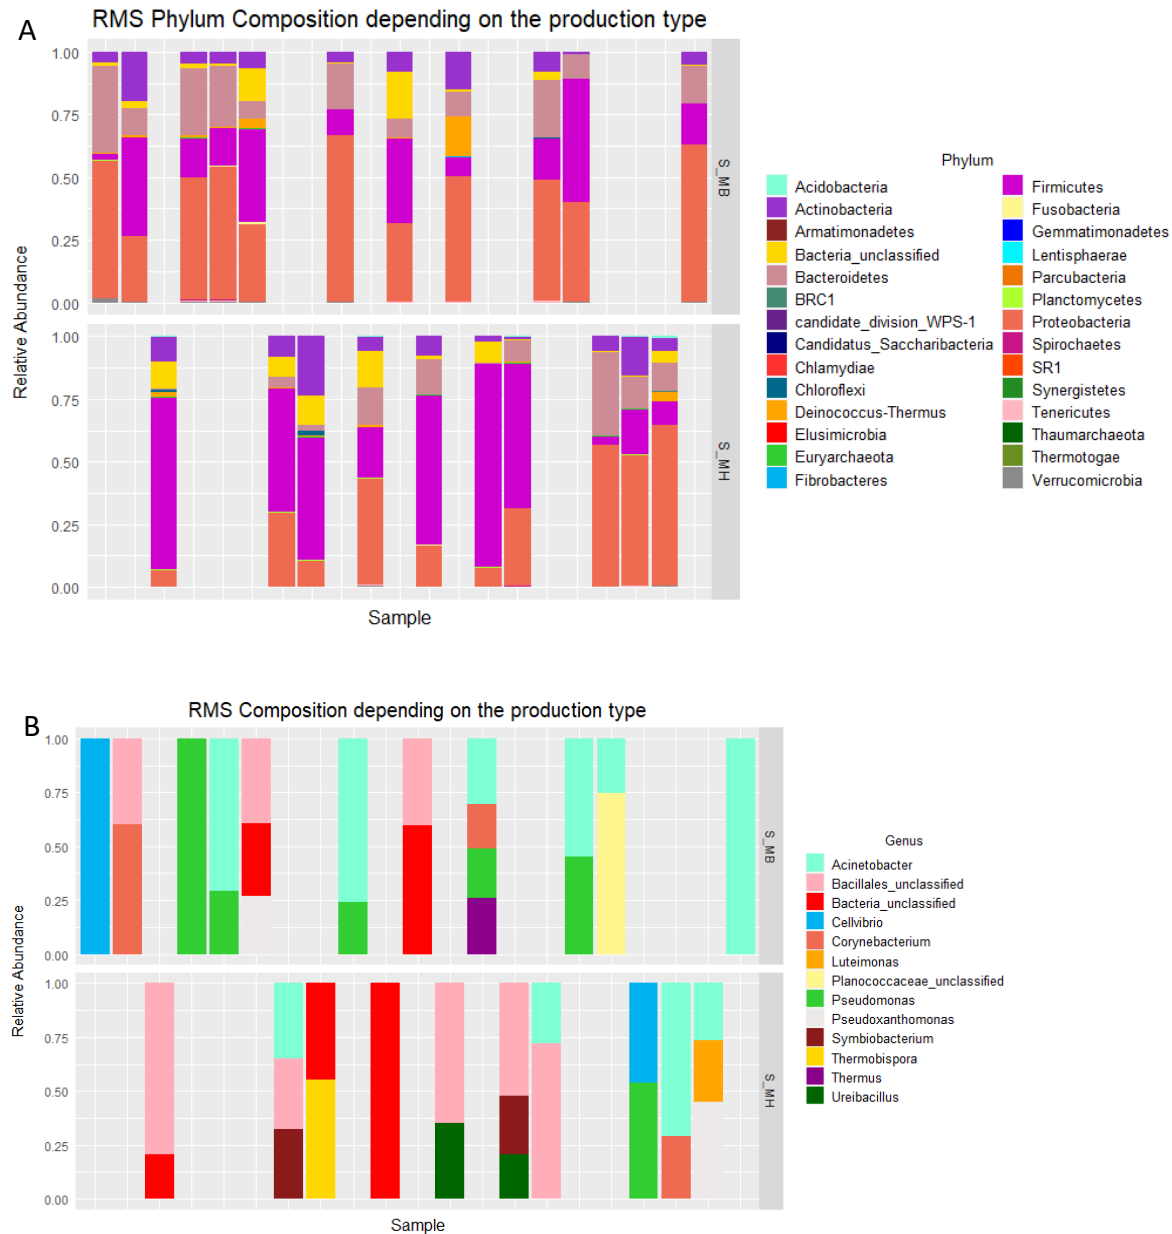 A
RMS Phylum Composition depending on the production type
Relative Abundance
1.00
0.75
0.50
0.25
0.00
S_MB
1.00
0.75
0.50
0.25
0.00
S_MH
Sample
Phylum
Acidobacteria
Actinobacteria
Armatimonadetes
Bacteria_unclassified
Bacteroidetes
BRC1
candidate_division_WPS-1
Candidatus_Saccharibacteria
Chlamydiae
Chloroflexi
Deinococcus-Thermus
Elusimicrobia
Euryarchaeota
Fibrobacteres
Firmicutes
Fusobacteria
Gemmatimonadetes
Lentisphaerae
Parcubacteria
Planctomycetes
Proteobacteria
Spirochaetes
SR1
Synergistetes
Tenericutes
Thaumarchaeota
Thermotogae
Verrucomicrobia
B
RMS Composition depending on the production type
Relative Abundance
1.00
0.75
0.50
0.25
0.00
S_MB
1.00
0.75
0.50
0.25
0.00
S_MH
Sample
Genus
Acinetobacter
Bacillales_unclassified
Bacteria_unclassified
Cellvibrio
Corynebacterium
Luteimonas
Planococcaceae_unclassified
Pseudomonas
Pseudoxanthomonas
Symbiobacterium
Thermobispora
Thermus
Ureibacillus